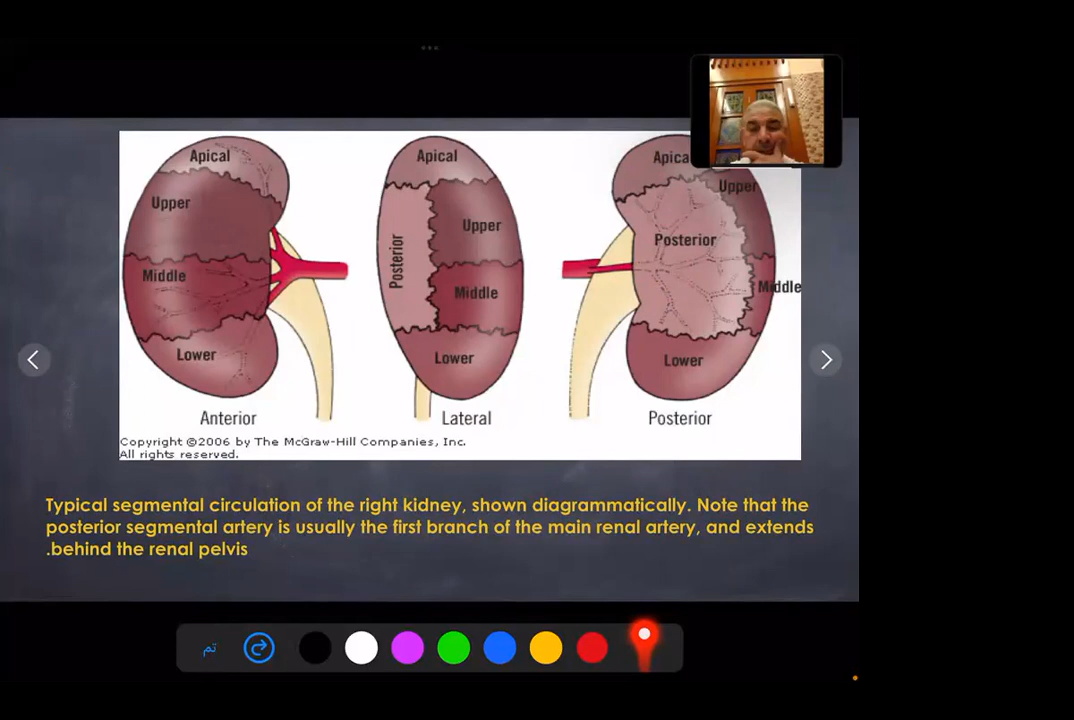 Apical
Upper
Middle
Lower
Anterior
Apical
Posterior
Upper
Middle
Lower
Lateral
Apica
Upper
Posterior
Middle
Lower
Posterior
Copyright ©2006 by The McGraw-Hill Companies, Inc.
All rights reserved.
Typical segmental circulation of the right kidney, shown diagrammatically. Note that the
posterior segmental artery is usually the first branch of the main renal artery, and extends
.behind the renal pelvis
تم